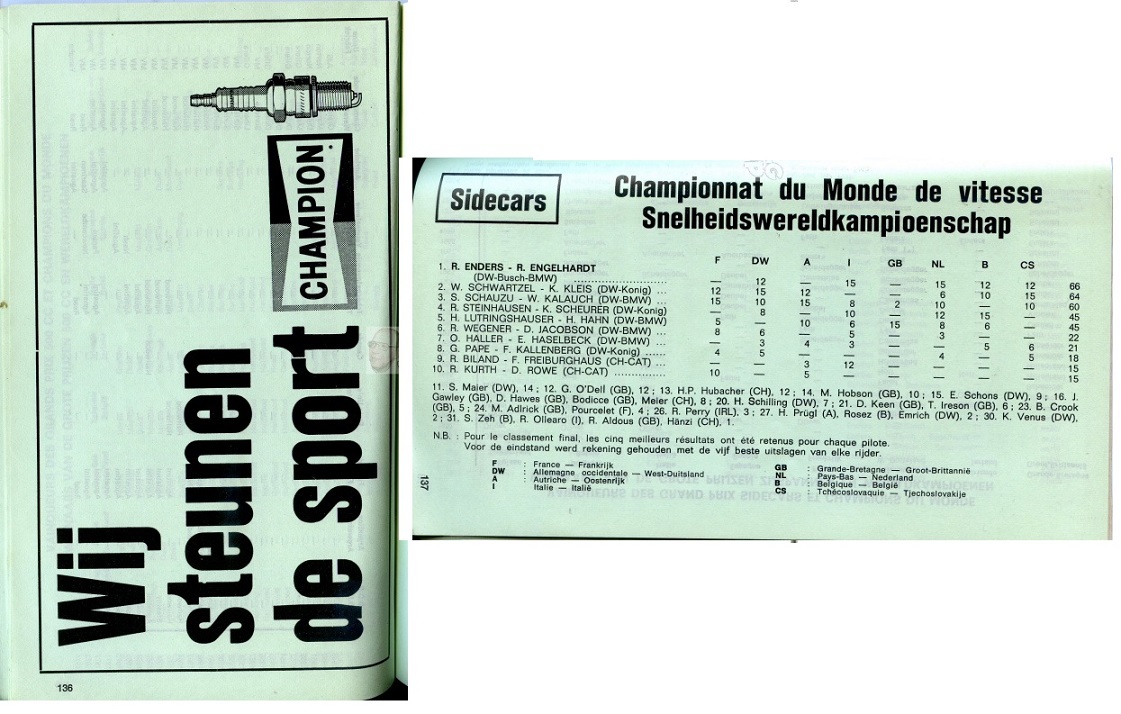 Wij
steunen
de sport
CHAMPION
136
Sidecars
Championnat du Monde de vitesse
Snelheidswereldkampioenschap
F DW A I GB NL B CS
1. R. ENDERS - R. ENGELHARDT
(DW-Busch-BMW) ........................ — 12 — 15 — 15 12 12 66
2. W. SCHWARTZEL - K. KLEIS (DW-Konig) ... 12 15 12 — — 6 10 15 64
3. S. SCHAUZU - W. KALAUCH (DW-BMW) ... 15 10 15 8 2 10 — 10 60
4. R. STEINHAUSEN - K. SCHEURER (DW-Konig) — 8 — 10 — 12 15 — 45
5. H. LUTRINGSHAUSER - H. HAHN (DW-BMW) 5 — 10 6 15 8 6 — 45
6. R. WEGENER - D. JACOBSON (DW-BMW) ... 8 6 — 5 — 3 — — 22
7. O. HALLER - E. HASELBECK (DW-BMW) ... — 3 4 3 — — 5 6 21
8. G. PAPE - F. KALLENBERG (DW-Konig) ...... 4 5 — — — 4 — 5 18
9. R. BILAND - F. FREIBURGHAUS (CH-CAT) ... 3 12 — 15
10. R. KURTH - D. ROWE (CH-CAT) ............... 10 — 5 — — — — — 15
11. S. Maier (DW), 14 ; 12. G. O'Dell (GB), 12 ; 13. H.P. Hubacher (CH), 12 ; 14. M. Hobson (GB), 10 ; 15. E. Schons (DW), 9 ; 16. J.
Gawley (GB), D. Hawes (GB), Bodicce (GB), Meier (CH), 8 ; 20. H. Schilling (DW), 7 ; 21. D. Keen (GB), T. Ireson (GB), 6 ; 23. B. Crook
(GB), 5 ; 24. M. Adlrick (GB), Pourcelet (F), 4 ; 26. R. Perry (IRL), 3 ; 27. H. Prügl (A), Rosez (B), Emrich (DW), 2 ; 30. K. Venus (DW),
2 ; 31. S. Zeh (B), R. Ollearo (I), R. Aldous (GB), Hänzi (CH), 1.
N.B. : Pour le classement final, les cinq meilleurs résultats ont été retenus pour chaque pilote.
Voor de eindstand werd rekening gehouden met de vijf beste uitslagen van elke rijder.
F : France — Frankrijk
DW : Allemagne occidentale — West-Duitsland
A : Autriche — Oostenrijk
I Italie — Italië
GB : Grande-Bretagne — Groot-Brittannië
NL : Pays-Bas — Nederland
B : Belgique — België
CS : Tchécoslovaquie — Tjechoslovakije
137